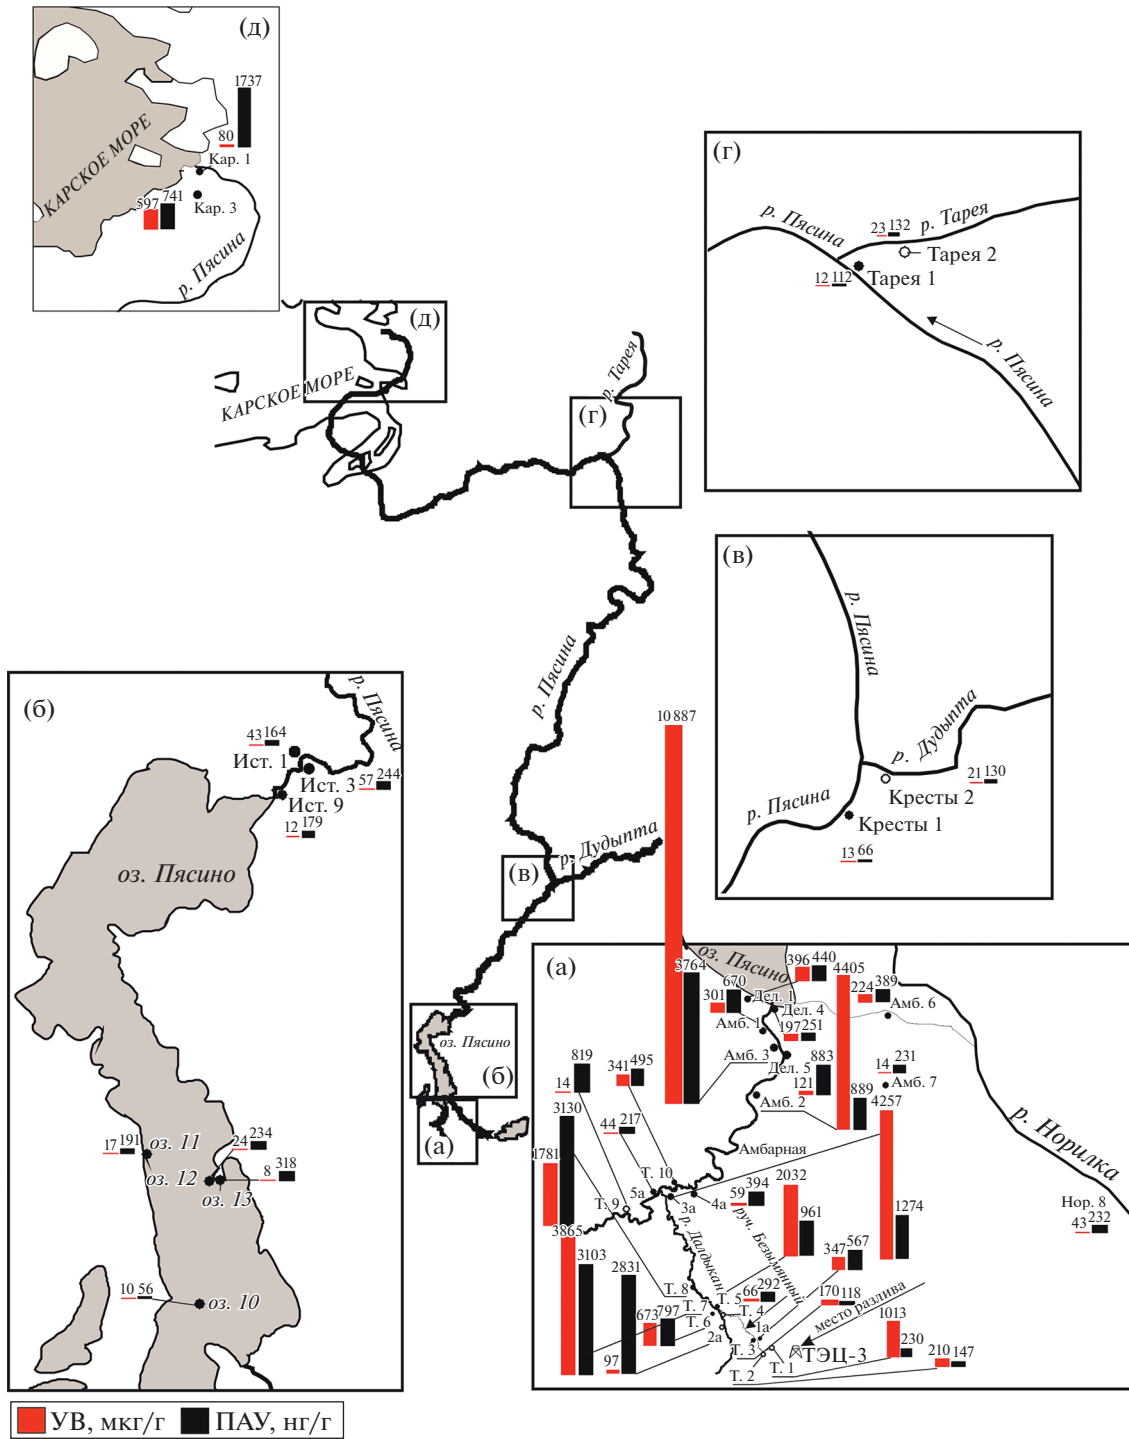 (д)
1737
80
КАРСКОЕ МОРЕ
Кар. 1
597
741
Кар. 3
р. Пясина
(г)
р. Пясина
23 132
р. Тарея
Тарея 2
12 112
Тарея 1
р. Пясина
(д)
КАРСКОЕ МОРЕ
р. Тарея
(г)
р. Пясина
р. Дудыпта
(в)
оз. Пясино
(б)
(а)
(в)
р. Пясина
р. Дудыпта
21 130
Кресты 2
р. Пясина
Кресты 1
13 66
(б)
р. Пясина
43 164
Ист. 1
Ист. 3
57 244
Ист. 9
12 179
оз. Пясино
17 191
оз. 11
24 234
оз. 12
8 318
оз. 13
10 56
оз. 10
(а)
10 887
3764
оз. Пясино
396 440
4405
301 670
Дел. 1
224 389
Амб. 6
Дел. 4
Амб. 1
197 251
819
341 495
Амб. 3
Дел. 5
883
14 231
14
121
889
Амб. 7
Амб. 2
4257
3130
44 217
р. Норилка
Амбарная
1781
Т. 10
5а
59 394
2032
Т. 9
3а
4а
961
1274
Нор. 8
43 232
3865
р. Далдыкан
руч. Безымянный
3103
2831
347 567
Т. 8
Т. 5
66 292
170 118
место разлива
Т. 7
Т. 4
673 797
Т. 6
1а
1013
2а
Т. 3
ТЭЦ-3
230
97
Т. 1
210 147
Т. 2
УВ, мкг/г ПАУ, нг/г